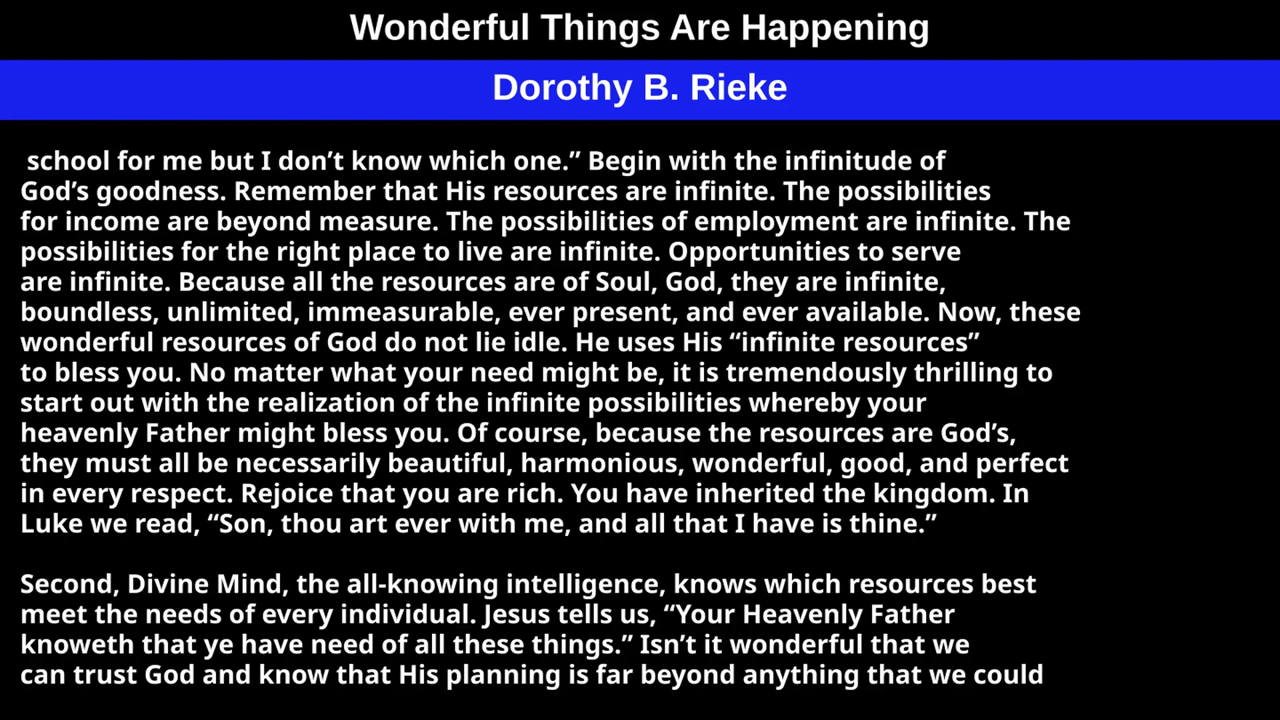 Wonderful Things Are Happening
Dorothy B. Rieke
school for me but I don’t know which one.” Begin with the infinitude of
God’s goodness. Remember that His resources are infinite. The possibilities
for income are beyond measure. The possibilities of employment are infinite. The
possibilities for the right place to live are infinite. Opportunities to serve
are infinite. Because all the resources are of Soul, God, they are infinite,
boundless, unlimited, immeasurable, ever present, and ever available. Now, these
wonderful resources of God do not lie idle. He uses His “infinite resources”
to bless you. No matter what your need might be, it is tremendously thrilling to
start out with the realization of the infinite possibilities whereby your
heavenly Father might bless you. Of course, because the resources are God’s,
they must all be necessarily beautiful, harmonious, wonderful, good, and perfect
in every respect. Rejoice that you are rich. You have inherited the kingdom. In
Luke we read, “Son, thou art ever with me, and all that I have is thine.”
Second, Divine Mind, the all-knowing intelligence, knows which resources best
meet the needs of every individual. Jesus tells us, “Your Heavenly Father
knoweth that ye have need of all these things.” Isn’t it wonderful that we
can trust God and know that His planning is far beyond anything that we could